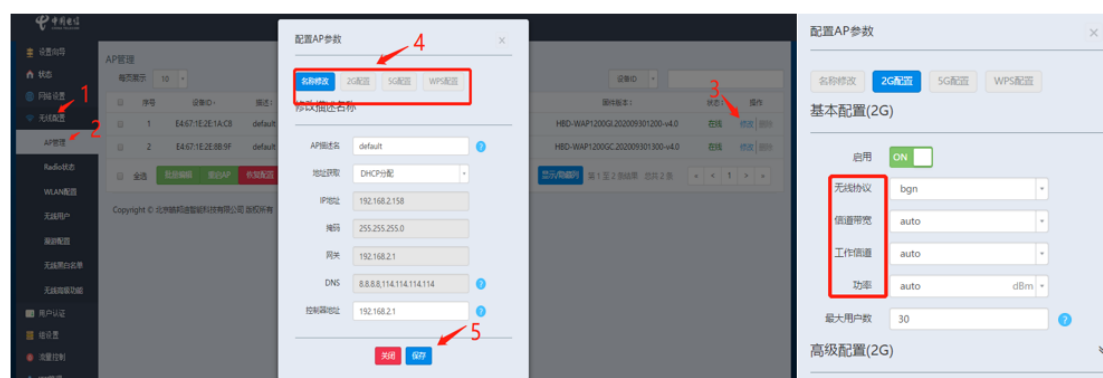 中国电信
设置向导
状态
网络设置
无线配置
AP管理
Radio状态
WLAN配置
无线用户
漫游配置
无线黑白名单
无线高级功能
用户认证
流量控制
1
2
AP管理
每页展示 10
设备ID
序号 设备ID 描述
固件版本 状态 操作
1 E4:67:1E:2E:1A:C8 default
HBD-WAP1200GI.202009301200-v4.0 在线 修改 删除
2 E4:67:1E:2E:8B:9F default
HBD-WAP1200GC.202009301300-v4.0 在线 修改 删除
全选 批量编辑 重启AP 恢复配置
显示/隐藏列 第 1 至 2 条结果 总共 2 条 « < 1 > »
3
配置AP参数 ×
4
名称修改 2G配置 5G配置 WPS配置
修改描述名称
AP描述名 default ?
地址获取 DHCP分配
IP地址 192.168.2.158
掩码 255.255.255.0
网关 192.168.2.1
DNS 8.8.8.8,114.114.114.114 ?
控制器地址 192.168.2.1 ?
5
关闭 保存
配置AP参数 ×
名称修改 2G配置 5G配置 WPS配置
基本配置(2G)
启用 ON
无线协议 bgn
信道带宽 auto
工作信道 auto
功率 auto dBm
最大用户数 30 ?
高级配置(2G)